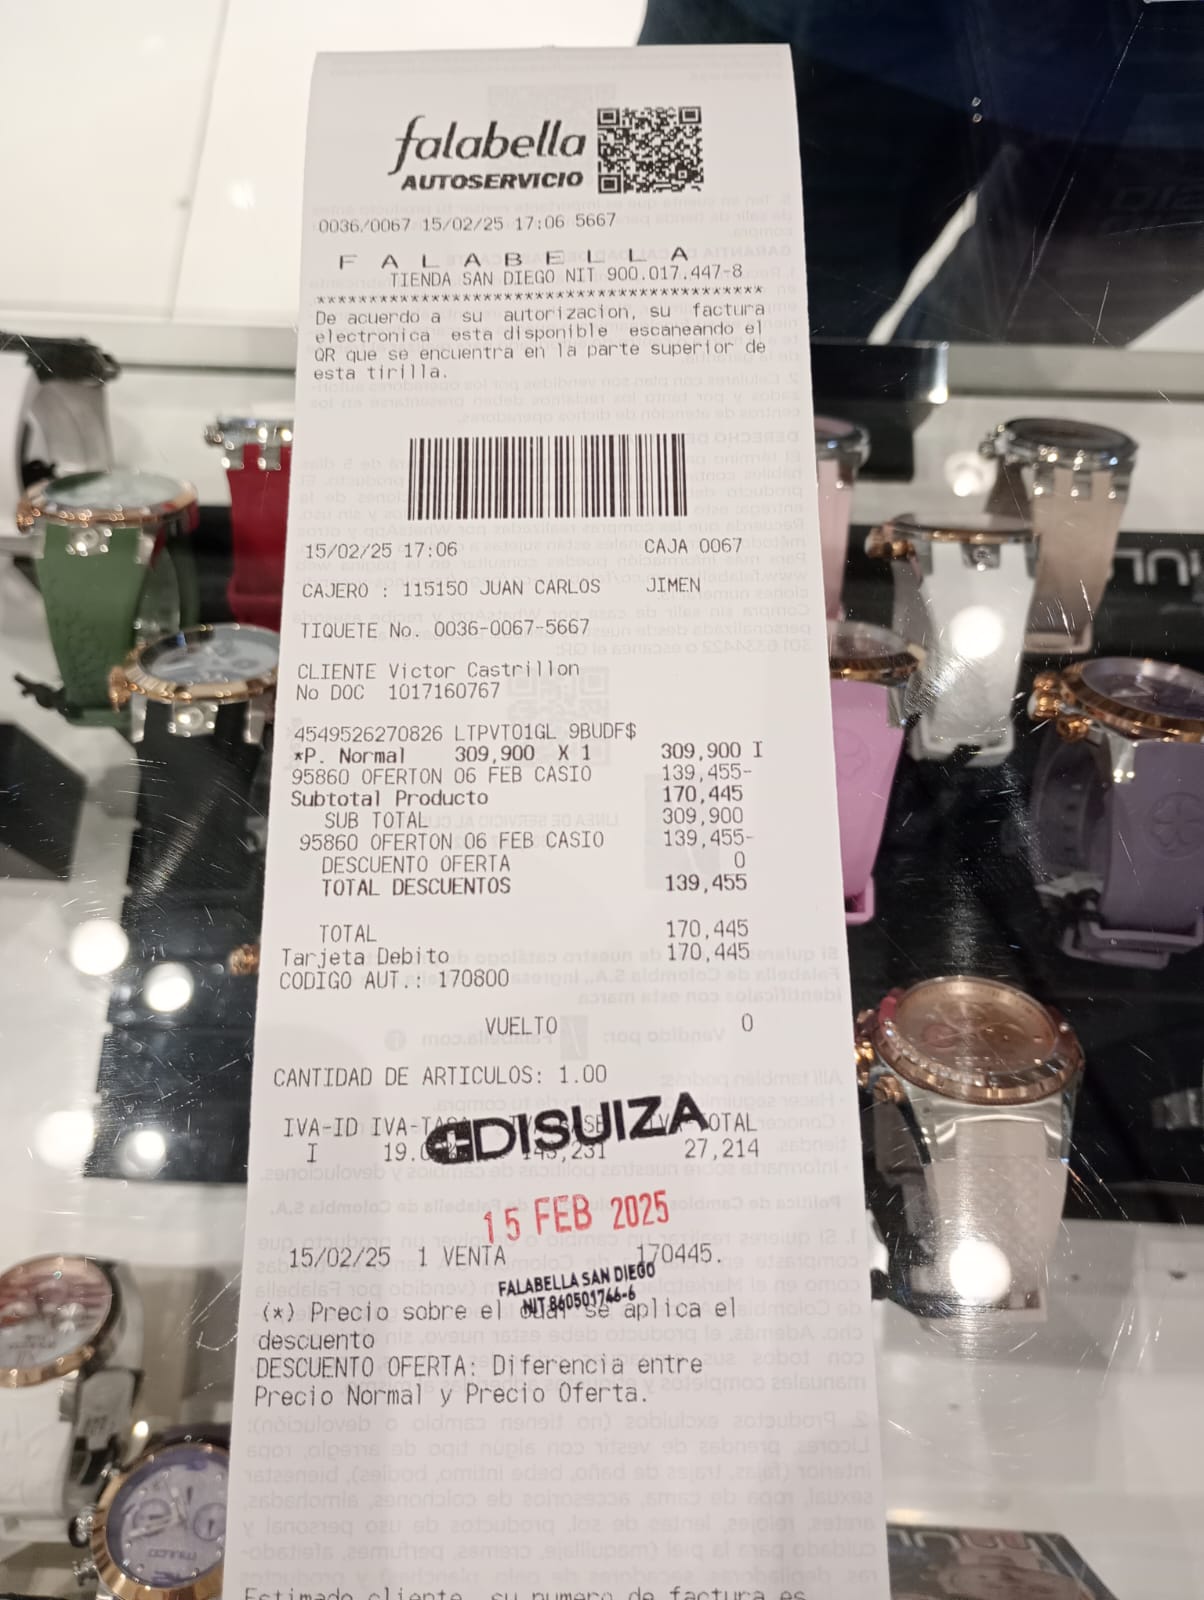 falabella
AUTOSERVICIO
0036/0067 15/02/25 17:06 5667
F A L A B E L L A
TIENDA SAN DIEGO NIT 900.017.447-8
******************************************
De acuerdo a su autorizacion, su factura
electronica esta disponible escaneando el
QR que se encuentra en la parte superior de
esta tirilla.
15/02/25 17:06 CAJA 0067
CAJERO : 115150 JUAN CARLOS JIMEN
TIQUETE No. 0036-0067-5667
CLIENTE Victor Castrillon
No DOC 1017160767
4549526270826 LTPVT01GL 9BUDF$
*P. Normal 309,900 X 1 309,900 I
95860 OFERTON 06 FEB CASIO 139,455-
Subtotal Producto 170,445
SUB TOTAL 309,900
95860 OFERTON 06 FEB CASIO 139,455-
DESCUENTO OFERTA 0
TOTAL DESCUENTOS 139,455
TOTAL 170,445
Tarjeta Debito 170,445
CODIGO AUT.: 170800
VUELTO 0
CANTIDAD DE ARTICULOS: 1.00
IVA-ID
I 27,214
DISUIZA
15 FEB 2025
15/02/25 1 VENTA 170445.
FALABELLA SAN DIEGO
NIT 860501746-6
(*) Precio sobre el cual se aplica el
descuento
DESCUENTO OFERTA: Diferencia entre
Precio Normal y Precio Oferta.
Estimado cliente, su numero de factura es